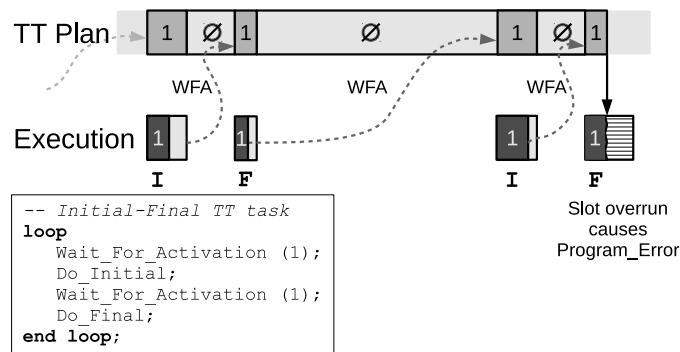 TT Plan 1 Ø 1 Ø 1 Ø 1
WFA WFA WFA
Execution 1 1 1 1
I F I F
-- Initial-Final TT task
loop
Wait_For_Activation (1);
Do_Initial;
Wait_For_Activation (1);
Do_Final;
end loop;
Slot overrun
causes
Program_Error